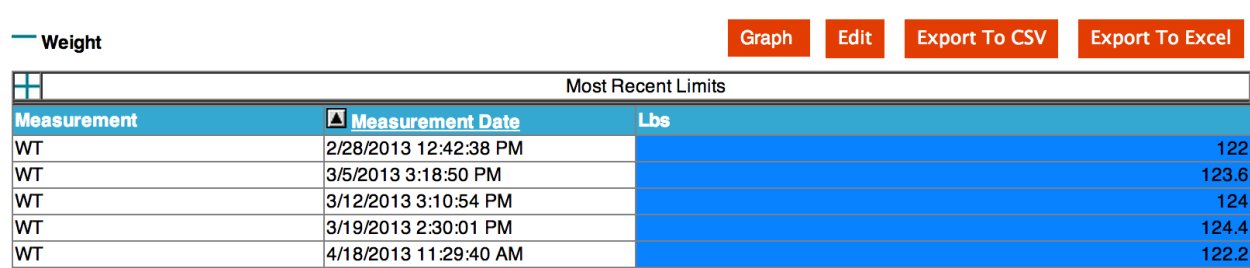 Weight Graph Edit Export To CSV Export To Excel
Most Recent Limits
Measurement Measurement Date Lbs
WT 2/28/2013 12:42:38 PM 122
WT 3/5/2013 3:18:50 PM 123.6
WT 3/12/2013 3:10:54 PM 124
WT 3/19/2013 2:30:01 PM 124.4
WT 4/18/2013 11:29:40 AM 122.2